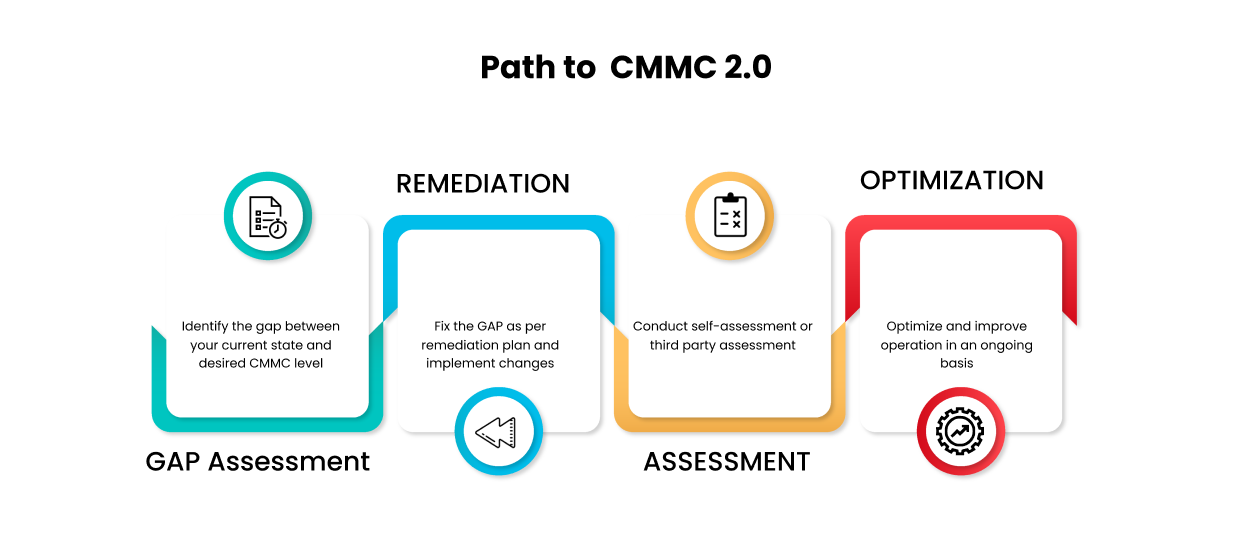 Path to CMMC 2.0
GAP Assessment
Identify the gap between
your current state and
desired CMMC level
REMEDIATION
Fix the GAP as per
remediation plan and
implement changes
ASSESSMENT
Conduct self-assessment or
third party assessment
OPTIMIZATION
Optimize and improve
operation in an ongoing
basis